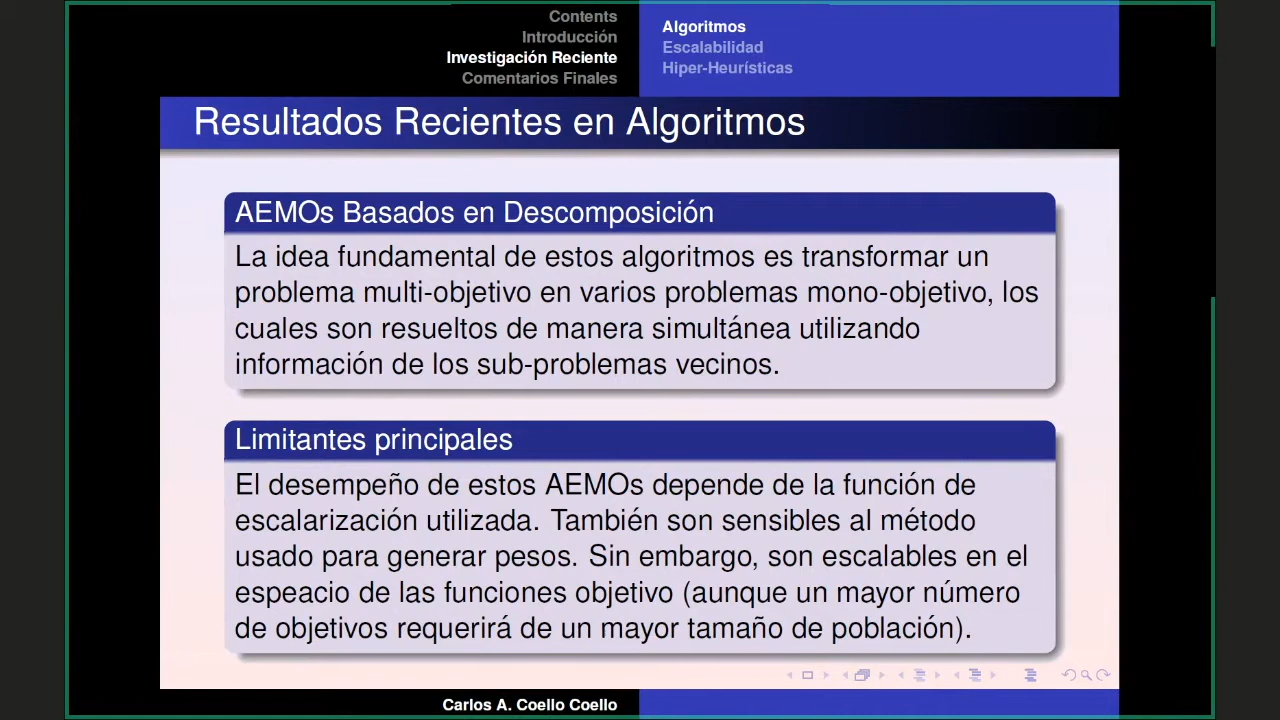 Contents
Introducción
Investigación Reciente
Comentarios Finales
Algoritmos
Escalabilidad
Hiper-Heurísticas
Resultados Recientes en Algoritmos
AEMOs Basados en Descomposición
La idea fundamental de estos algoritmos es transformar un
problema multi-objetivo en varios problemas mono-objetivo, los
cuales son resueltos de manera simultánea utilizando
información de los sub-problemas vecinos.
Limitantes principales
El desempeño de estos AEMOs depende de la función de
escalarización utilizada. También son sensibles al método
usado para generar pesos. Sin embargo, son escalables en el
espeacio de las funciones objetivo (aunque un mayor número
de objetivos requerirá de un mayor tamaño de población).
Carlos A. Coello Coello